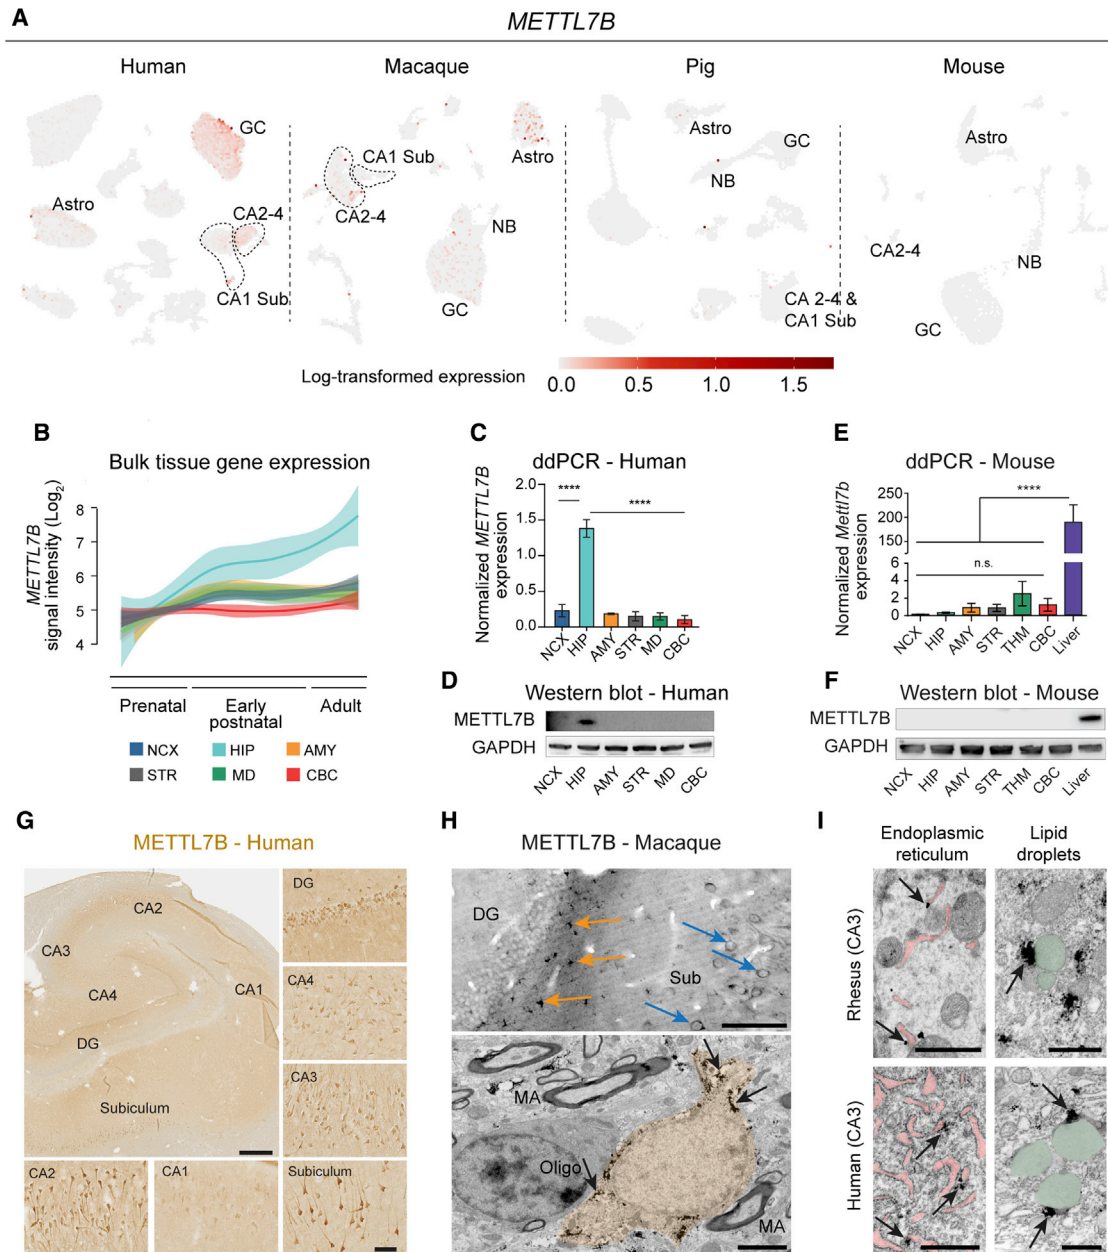 A
METTL7B
Human
Macaque
Pig
Mouse
GC
Astro
CA2-4
CA1 Sub
CA1 Sub
CA2-4
Astro
NB
GC
Astro
GC
NB
CA 2-4 &
CA1 Sub
Astro
CA2-4
NB
GC
Log-transformed expression
0.0 0.5 1.0 1.5
B
Bulk tissue gene expression
METTL7B
signal intensity (Log2)
8
7
6
5
4
Prenatal
Early
postnatal
Adult
NCX HIP AMY
STR MD CBC
C
ddPCR - Human
Normalized METTL7B
expression
2.0
1.5
1.0
0.5
0.0
****
****
NCX HIP AMY STR MD CBC
D
Western blot - Human
METTL7B
GAPDH
NCX HIP AMY STR MD CBC
E
ddPCR - Mouse
Normalized Mettl7b
expression
250
200
150
100
50
6
4
2
0
****
n.s.
NCX HIP AMY STR THM CBC Liver
F
Western blot - Mouse
METTL7B
GAPDH
NCX HIP AMY STR THM CBC Liver
G
METTL7B - Human
CA2
CA3
CA4
CA1
DG
Subiculum
DG
CA4
CA3
CA2
CA1
Subiculum
H
METTL7B - Macaque
DG
Sub
MA
Oligo
MA
I
Endoplasmic
reticulum
Lipid
droplets
Rhesus (CA3)
Human (CA3)